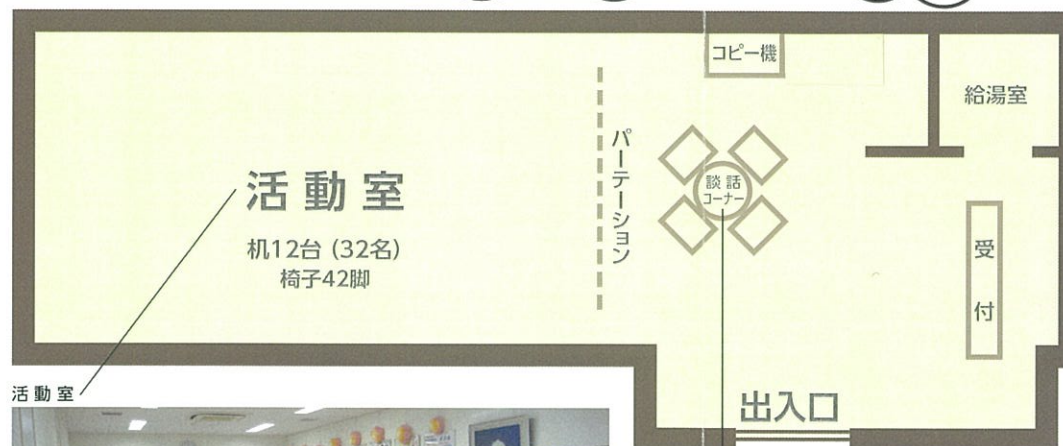 コピー機
給湯室
パーテーション
談話
コーナー
活動室
机12台 (32名)
椅子42脚
受付
出入口
活動室